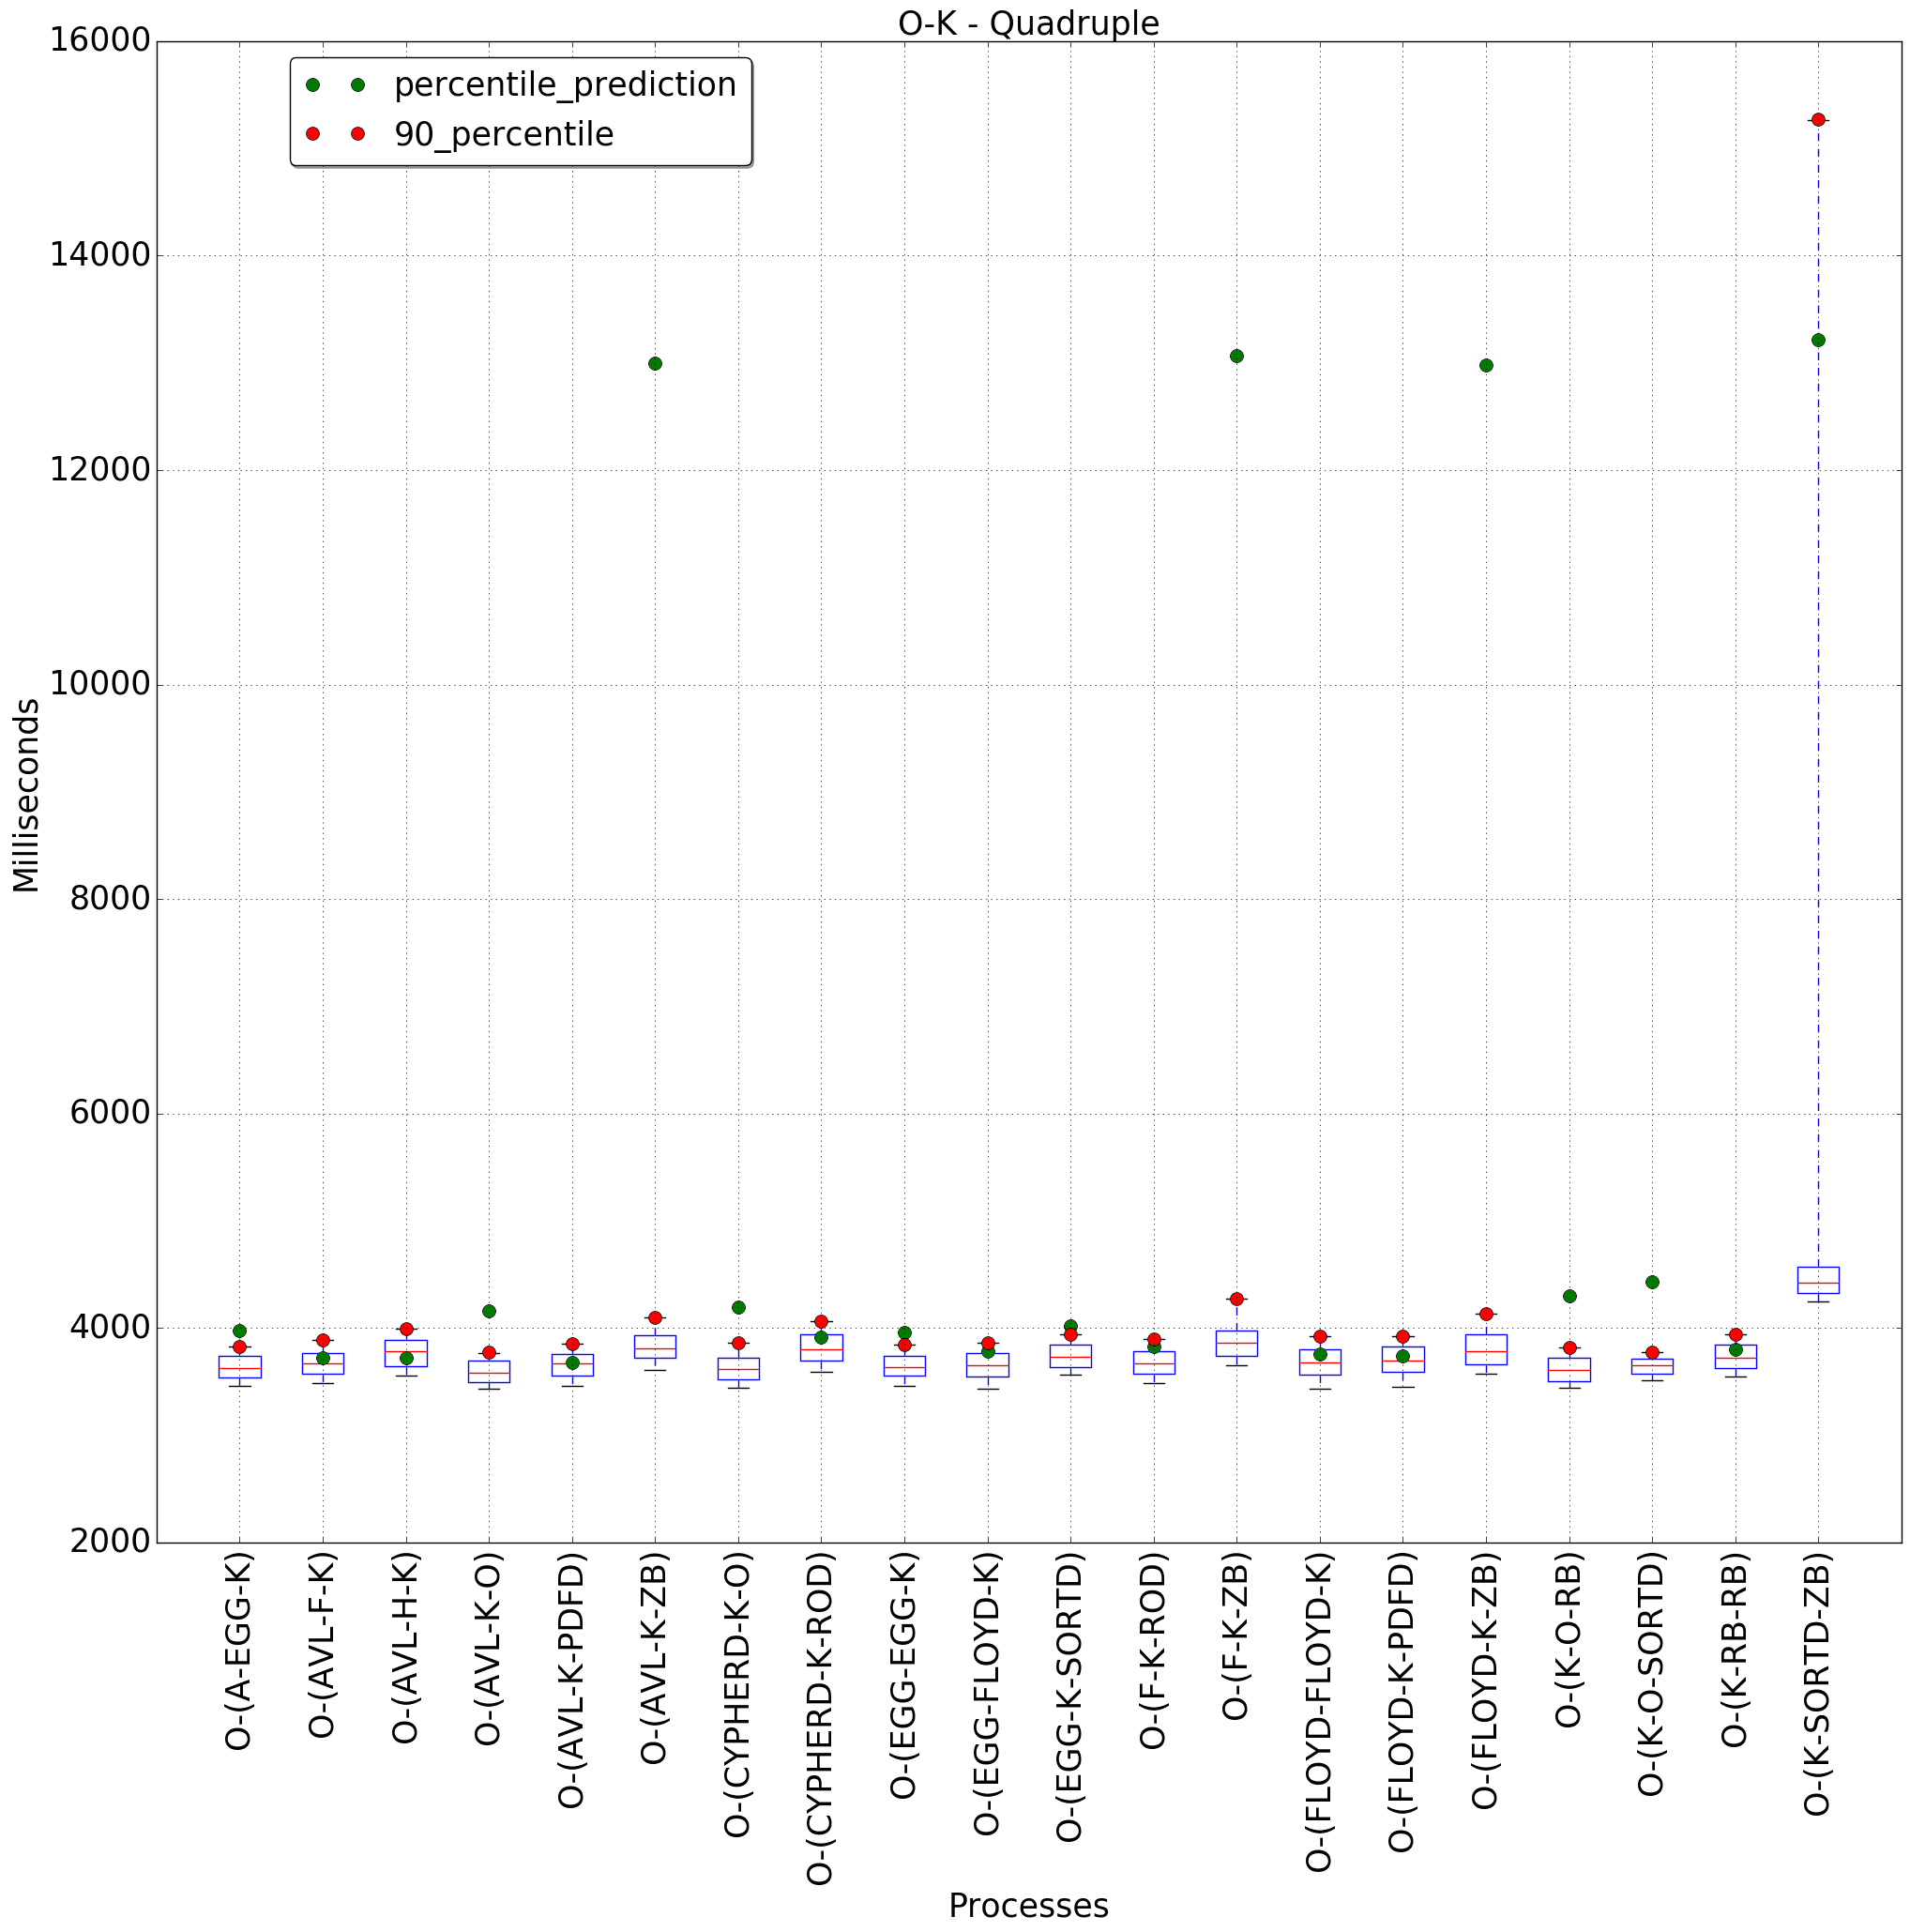 O-K - Quadruple
percentile_prediction
90_percentile
16000
14000
12000
10000
8000
6000
4000
2000
Milliseconds
O-(A-EGG-K)
O-(AVL-F-K)
O-(AVL-H-K)
O-(AVL-K-O)
O-(AVL-K-PDFD)
O-(AVL-K-ZB)
O-(CYPHERD-K-O)
O-(CYPHERD-K-ROD)
O-(EGG-EGG-K)
O-(EGG-FLOYD-K)
O-(EGG-K-SORTD)
O-(F-K-ROD)
O-(F-K-ZB)
O-(FLOYD-FLOYD-K)
O-(FLOYD-K-PDFD)
O-(FLOYD-K-ZB)
O-(K-O-RB)
O-(K-O-SORTD)
O-(K-RB-RB)
O-(K-SORTD-ZB)
Processes